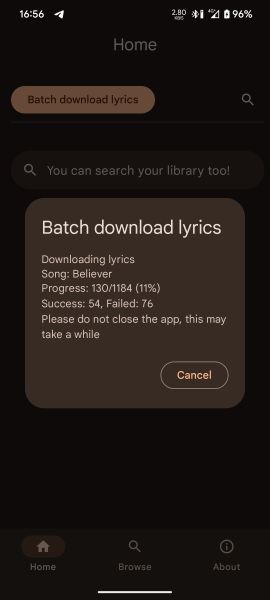 16:56
2.80
KB/S
4G
96%
Home
Batch download lyrics
You can search your library too!
Batch download lyrics
Downloading lyrics
Song: Believer
Progress: 130/1184 (11%)
Success: 54, Failed: 76
Please do not close the app, this may
take a while
Cancel
Home
Browse
About